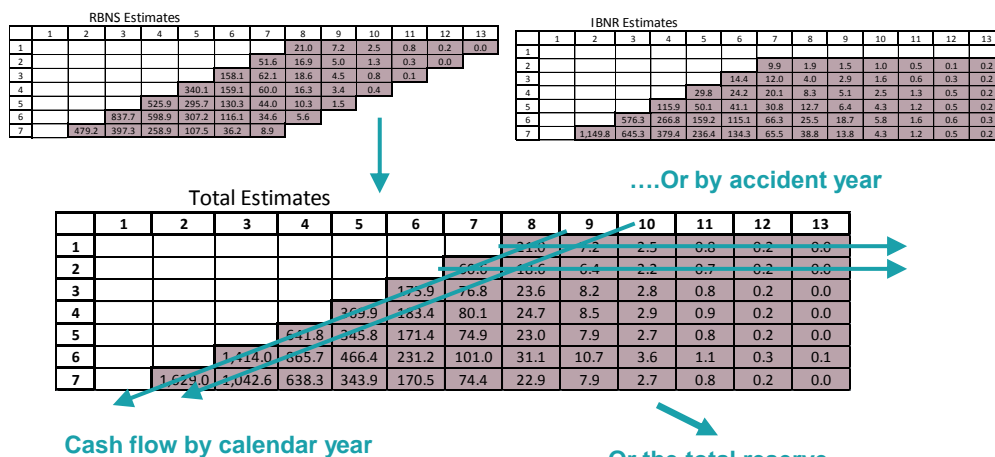 RBNS Estimates
1 2 3 4 5 6 7 8 9 10 11 12 13
1 21.0 7.2 2.5 0.8 0.2 0.0
2 51.6 16.9 5.0 1.3 0.3 0.0
3 158.1 62.1 18.6 4.5 0.8 0.1
4 340.1 159.1 60.0 16.3 3.4 0.4
5 525.9 295.7 130.3 44.0 10.3 1.5
6 837.7 598.9 307.2 116.1 34.6 5.6
7 479.2 397.3 258.9 107.5 36.2 8.9
IBNR Estimates
1 2 3 4 5 6 7 8 9 10 11 12 13
1
2 9.9 1.9 1.5 1.0 0.5 0.1 0.2
3 14.4 12.0 4.0 2.9 1.6 0.6 0.3 0.2
4 29.8 24.2 20.1 8.3 5.1 2.5 1.3 0.5 0.2
5 115.9 50.1 41.1 30.8 12.7 6.4 4.3 1.2 0.5 0.2
6 576.3 266.8 159.2 115.1 66.3 25.5 18.7 5.8 1.6 0.6 0.3
7 1,149.8 645.3 379.4 236.4 134.3 65.5 38.8 13.8 4.3 1.2 0.5 0.2
....Or by accident year
Total Estimates
1 2 3 4 5 6 7 8 9 10 11 12 13
1 21.0 7.2 2.5 0.8 0.2 0.0
2 18.6 6.4 2.2 0.7 0.2 0.0
3 76.8 23.6 8.2 2.8 0.8 0.2 0.0
4 369.9 183.4 80.1 24.7 8.5 2.9 0.9 0.2 0.0
5 641.8 345.8 171.4 74.9 23.0 7.9 2.7 0.8 0.2 0.0
6 1,414.0 865.7 466.4 231.2 101.0 31.1 10.7 3.6 1.1 0.3 0.1
7 1,629.0 1,042.6 638.3 343.9 170.5 74.4 22.9 7.9 2.7 0.8 0.2 0.0
Cash flow by calendar year
Or the total reserve